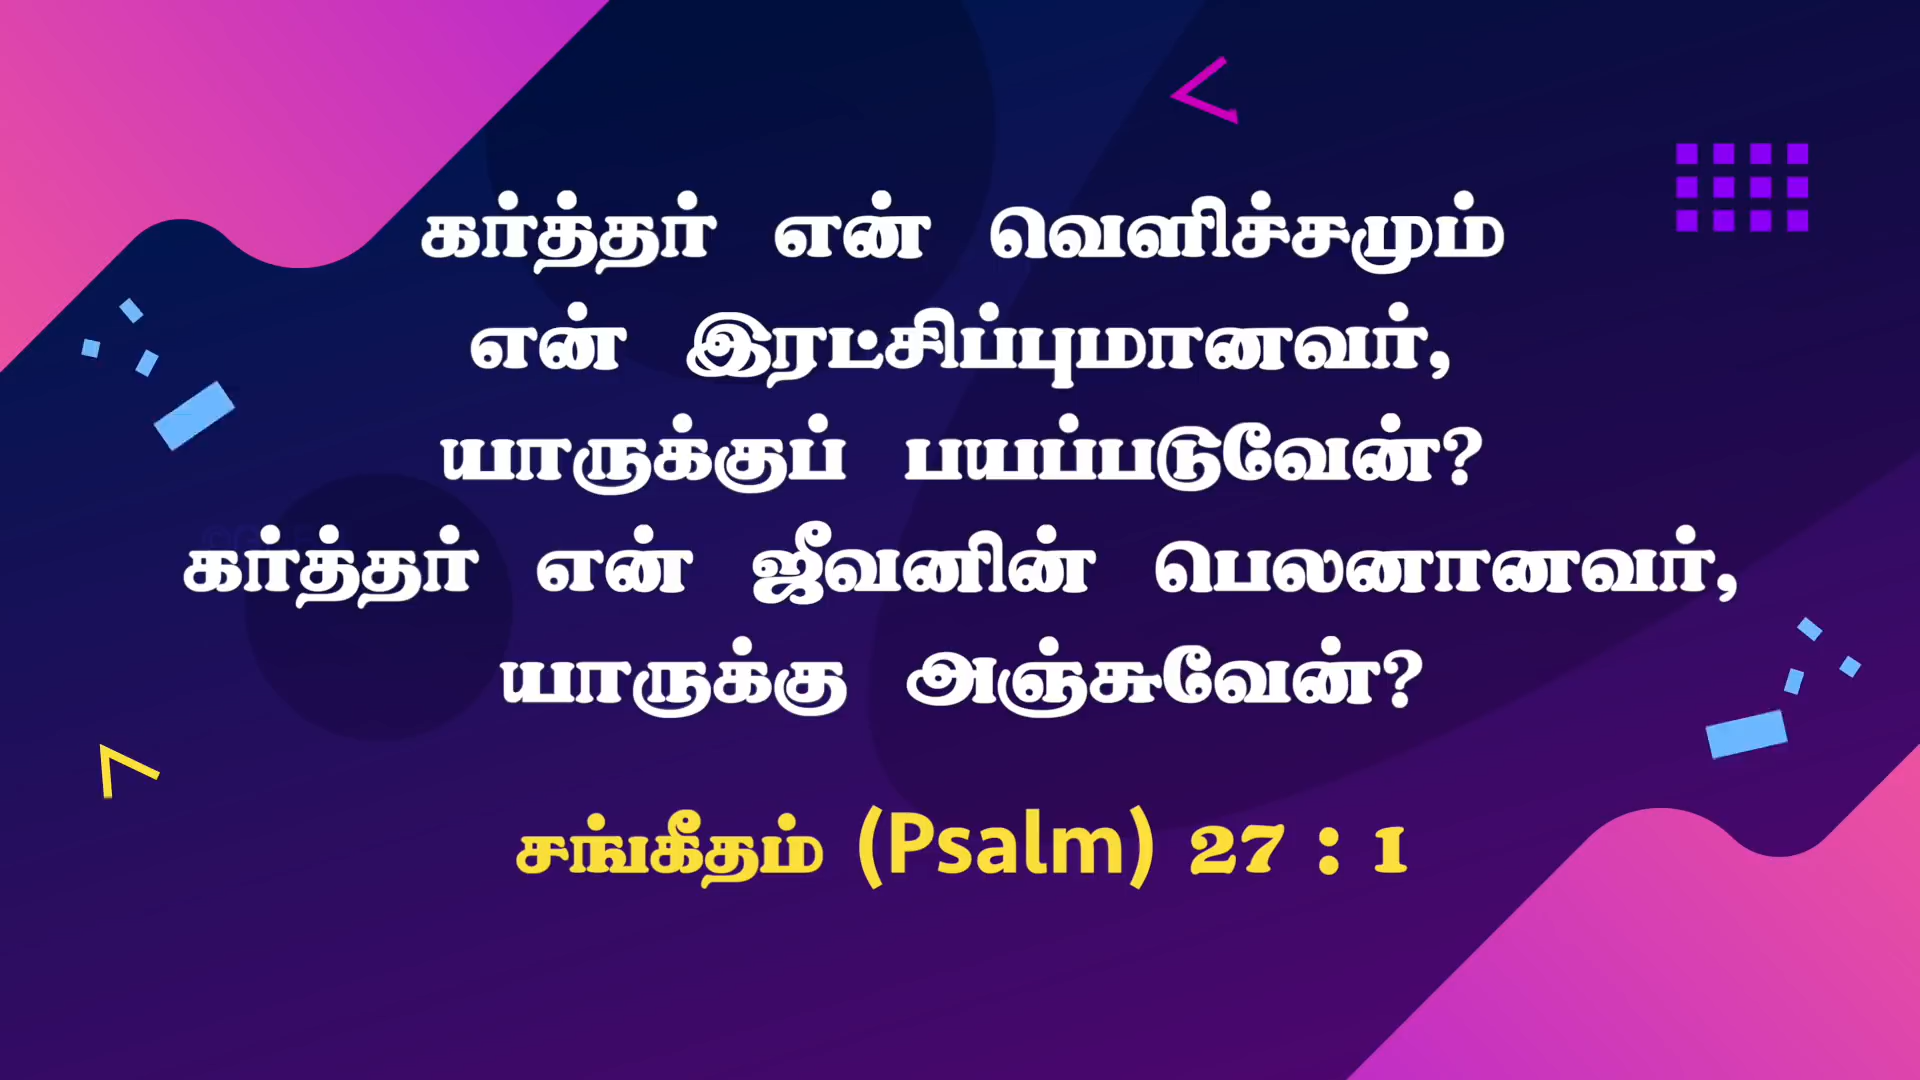 கர்த்தர் என் வெளிச்சமும்
என் இரட்சிப்புமானவர்,
யாருக்குப் பயப்படுவேன்?
கர்த்தர் என் ஜீவனின் பெலனானவர்,
யாருக்கு அஞ்சுவேன்?
சங்கீதம் (Psalm) 27 : 1